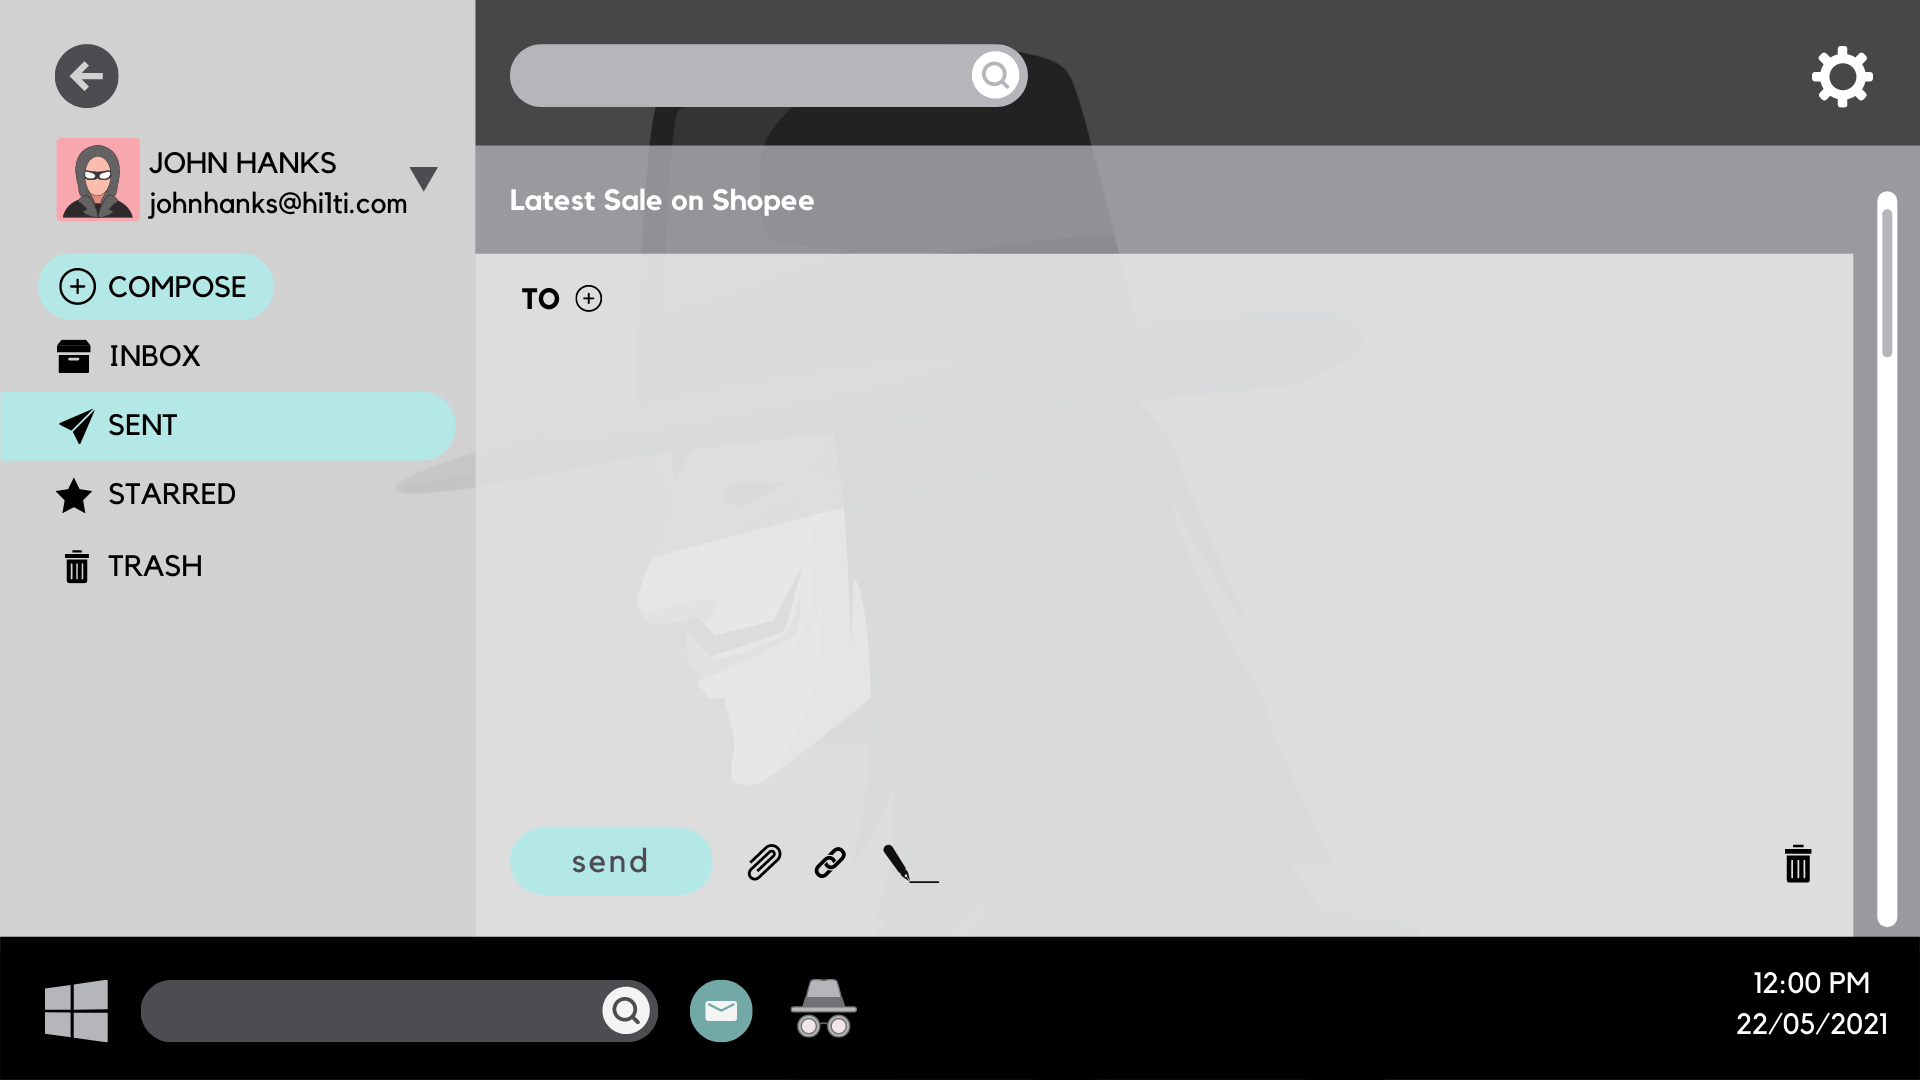 JOHN HANKS
johnhanks@hi1ti.com
COMPOSE
INBOX
SENT
STARRED
TRASH
Latest Sale on Shopee
TO
send
12:00 PM
22/05/2021